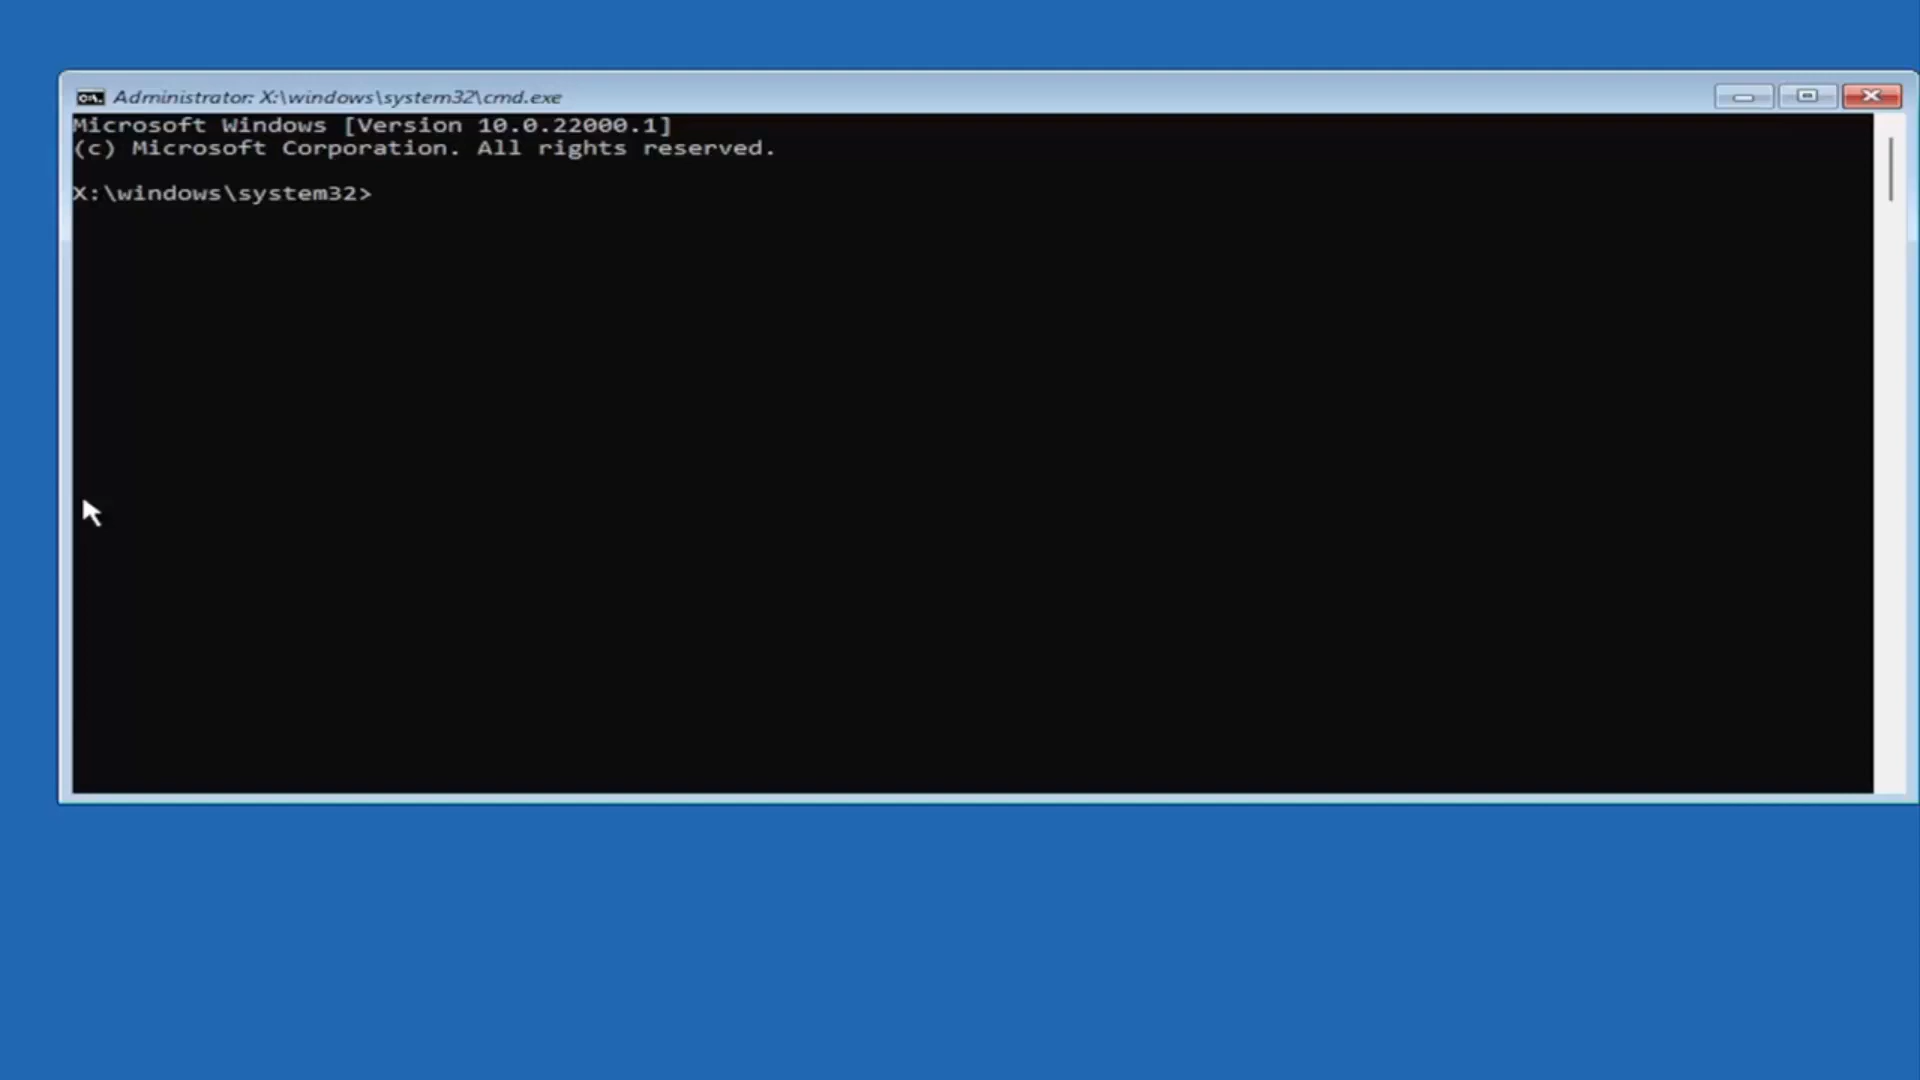 Administrator: X:\windows\system32\cmd.exe
Microsoft Windows [Version 10.0.22000.1]
(c) Microsoft Corporation. All rights reserved.
X:\windows\system32>